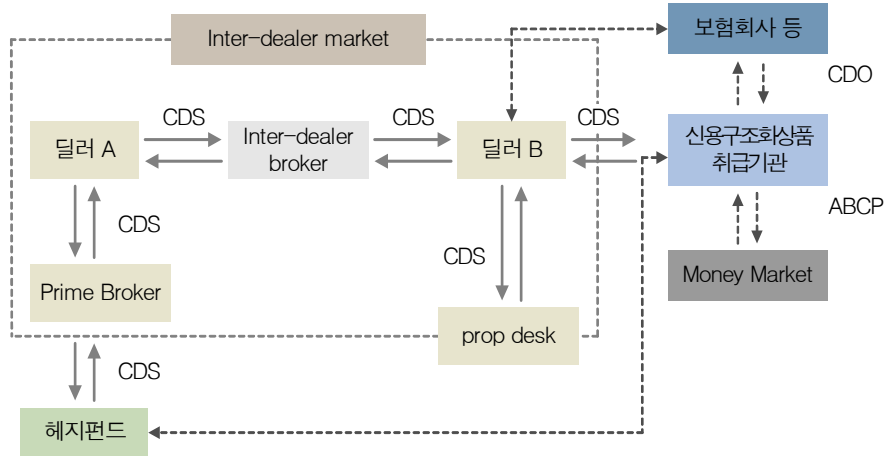 Inter-dealer market
보험회사 등
CDO
CDS
CDS
CDS
딜러 A
Inter-dealer
broker
딜러 B
신용구조화상품
취급기관
ABCP
CDS
CDS
Prime Broker
Money Market
prop desk
CDS
헤지펀드